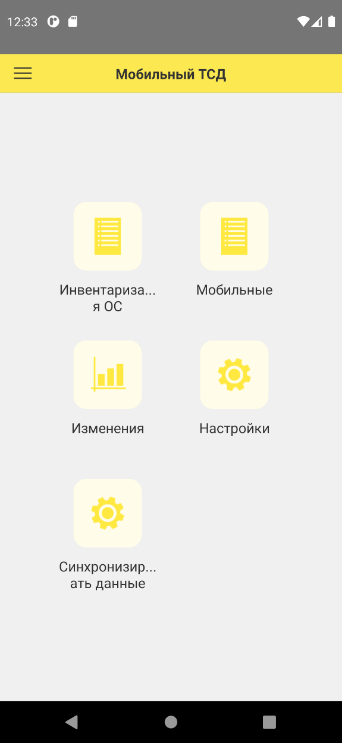 12:33
Мобильный ТСД
Инвентариза...
я ОС
Мобильные
Изменения
Настройки
Синхронизир...
ать данные